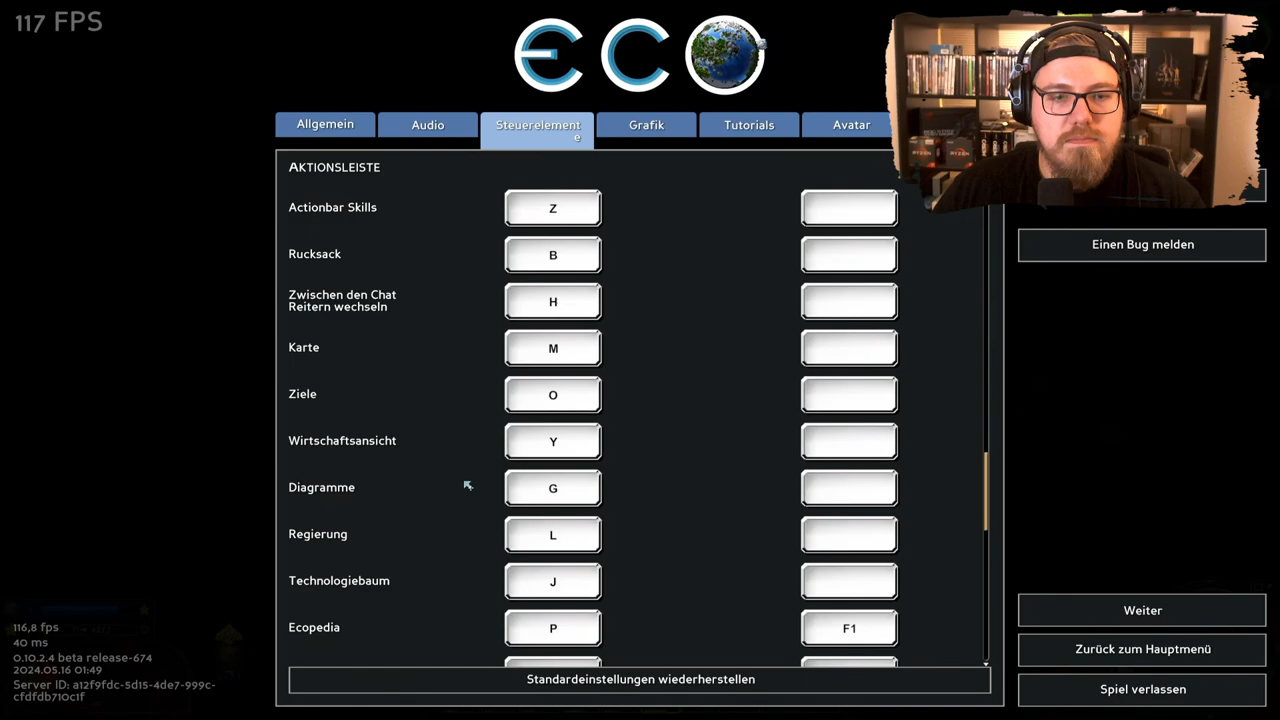 117 FPS
ECO
Allgemein
Audio
Steuerelement
e
Grafik
Tutorials
Avatar
AKTIONSLEISTE
Actionbar Skills
Z
Rucksack
B
Zwischen den Chat
Reitern wechseln
H
Karte
M
Ziele
O
Wirtschaftsansicht
Y
Diagramme
G
Regierung
L
Technologiebaum
J
Ecopedia
P
F1
Standardeinstellungen wiederherstellen
Einen Bug melden
Weiter
Zurück zum Hauptmenü
Spiel verlassen
116,8 fps
40 ms
0.10.2.4 beta release-674
2024.05.16 01:49
Server ID: a12f9fdc-5d15-4de7-999c-
cfdfdb710c1f
RYZEN
RYZEN